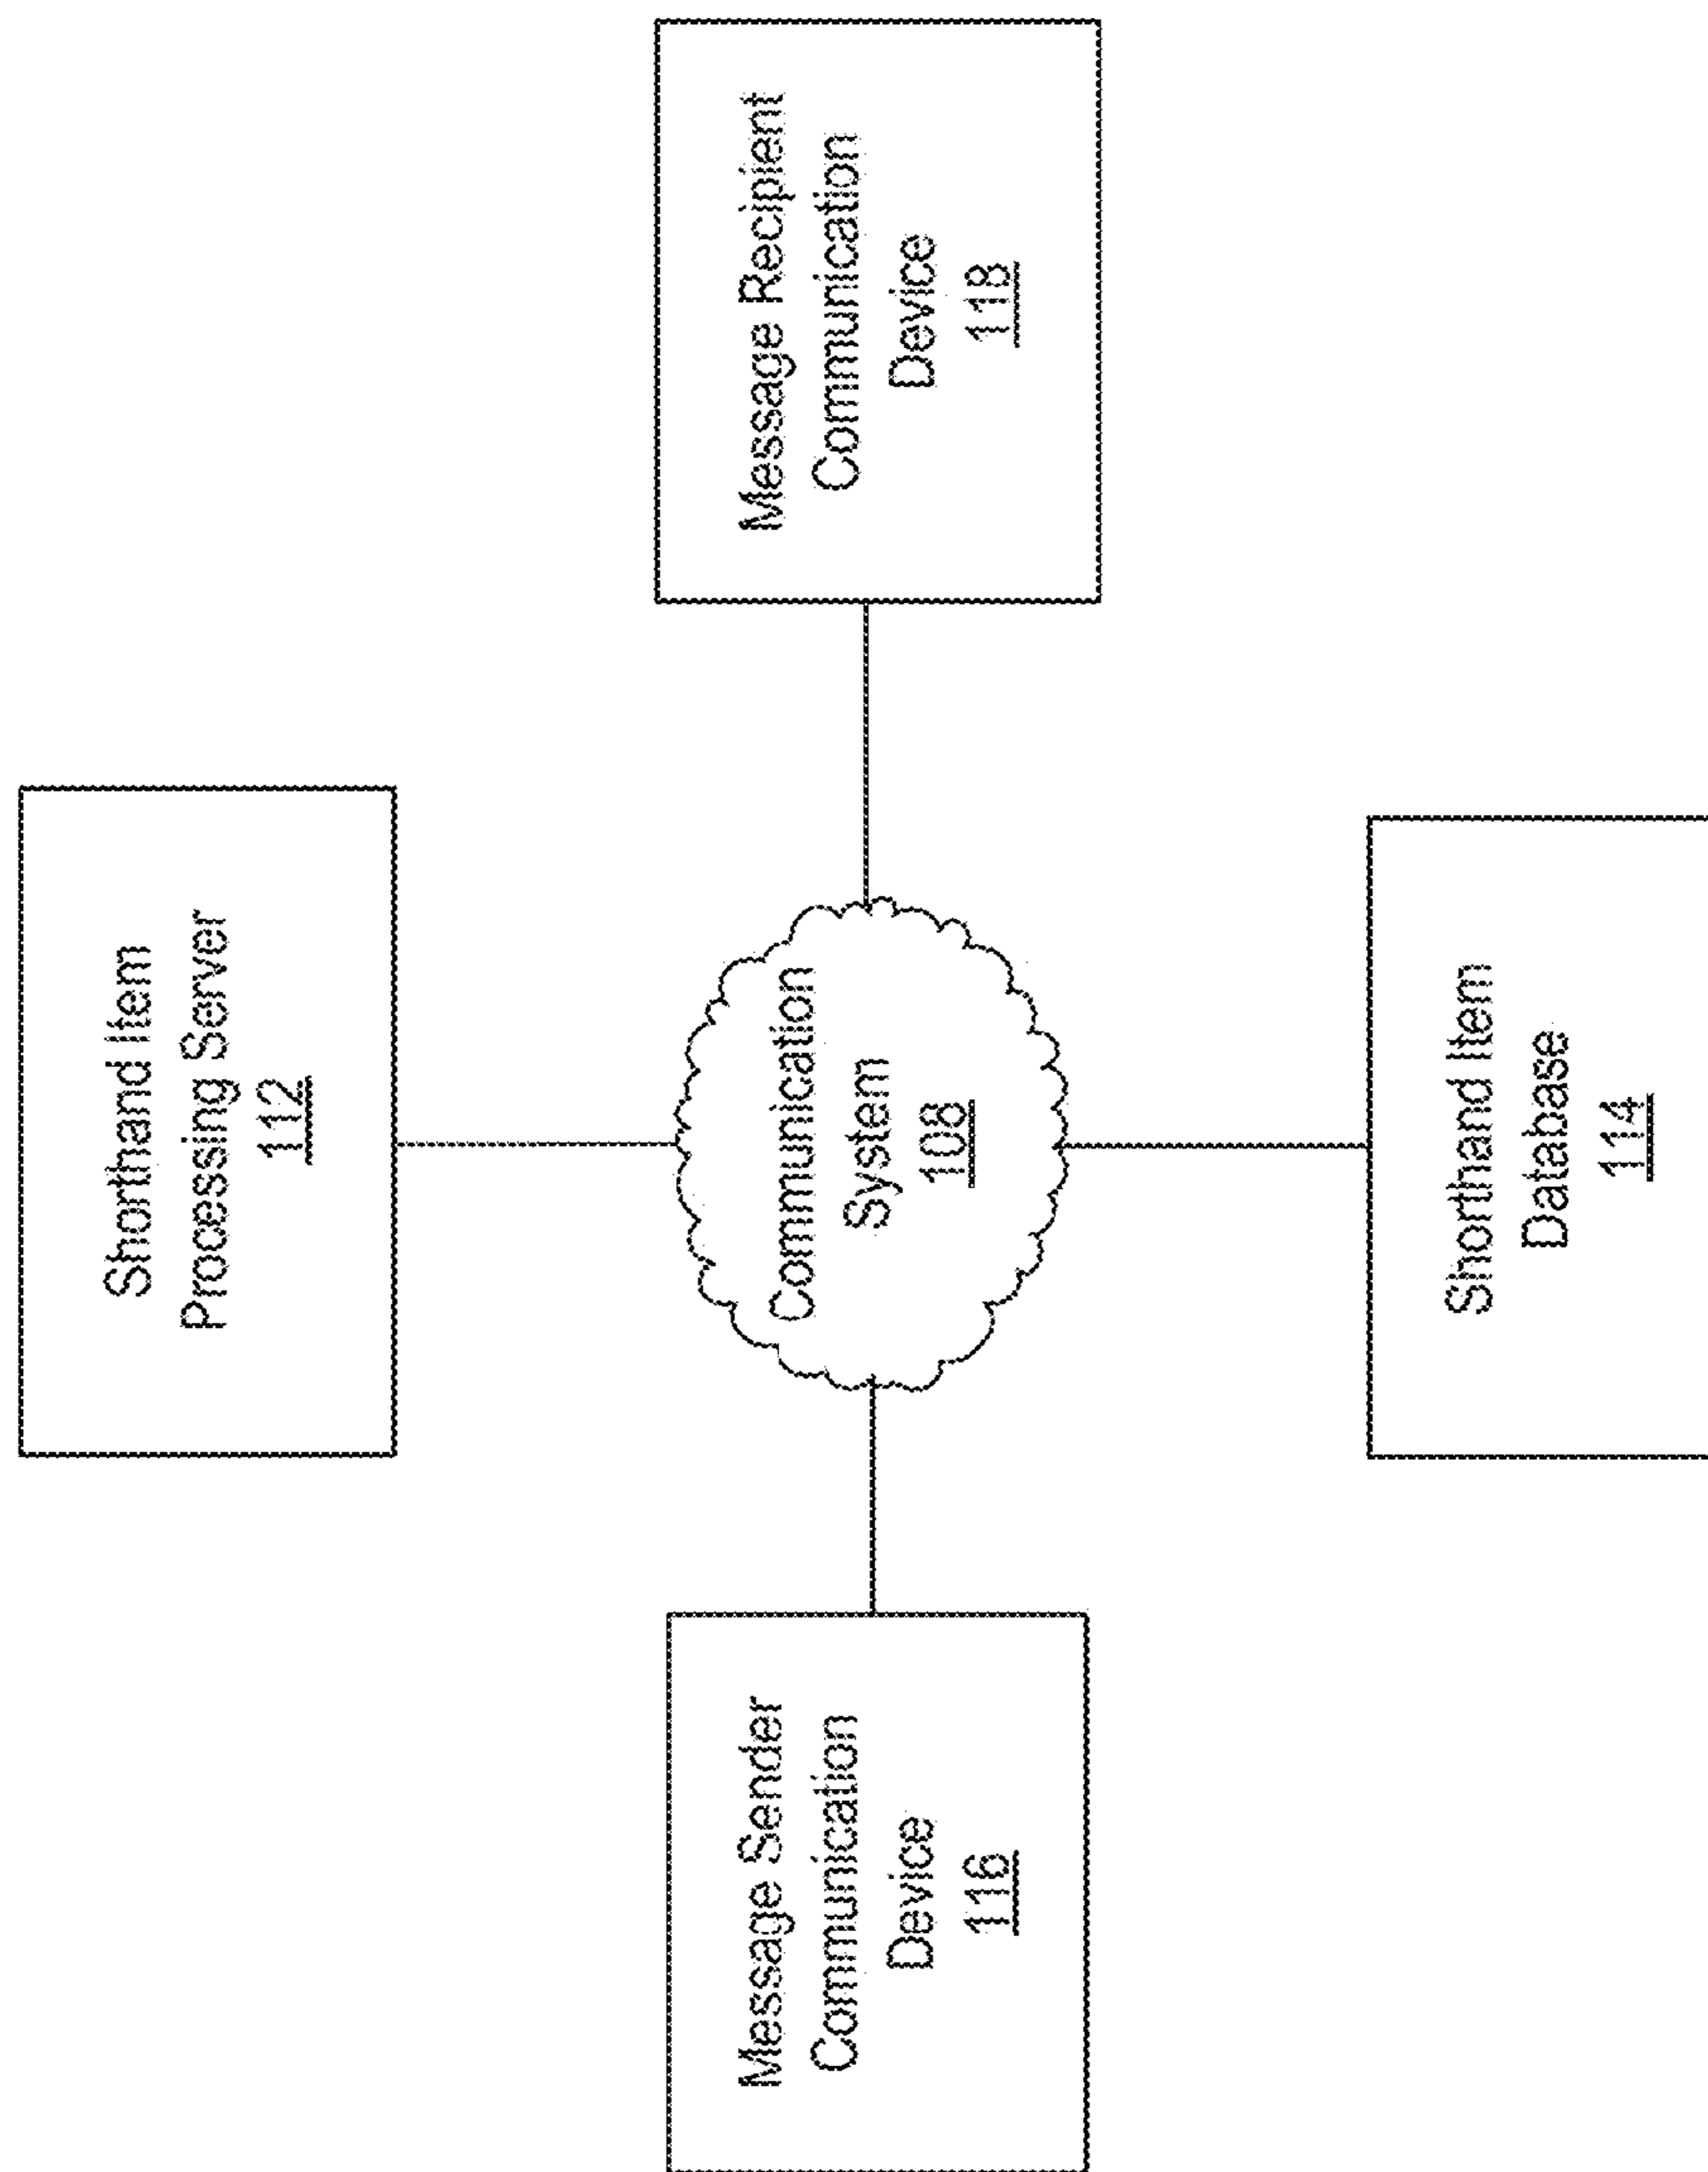 Shorthand Item
Processing Server
112
Message Sender
Communication
Device
116
Communication
System
108
Message Recipient
Communication
Device
118
Shorthand Item
Database
114